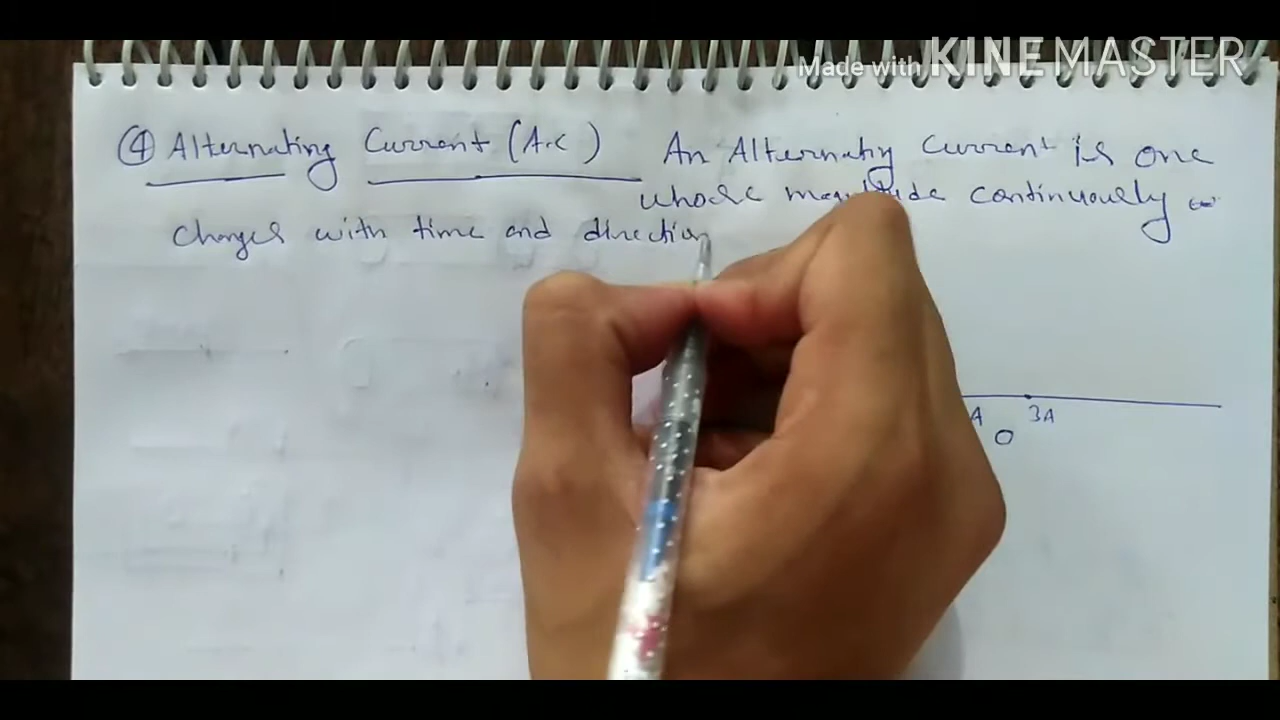 Made with KINEMASTER
④ Alternating Current (A.C) An Alternating Current is one
whose magnitude continuously
changes with time and direction
A 3A
O